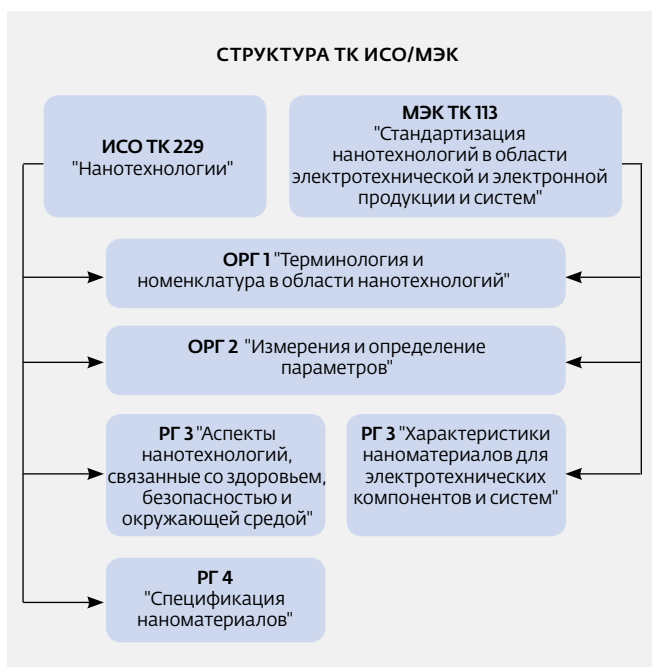 СТРУКТУРА ТК ИСО/МЭК
ИСО ТК 229
"Нанотехнологии"
МЭК ТК 113
"Стандартизация
нанотехнологий в области
электротехнической и электронной
продукции и систем"
ОРГ 1 "Терминология и
номенклатура в области нанотехнологий"
ОРГ 2 "Измерения и определение
параметров"
РГ 3 "Аспекты
нанотехнологий,
связанные со здоровьем,
безопасностью и
окружающей средой"
РГ 3 "Характеристики
наноматериалов для
электротехнических
компонентов и систем"
РГ 4
"Спецификация
наноматериалов"